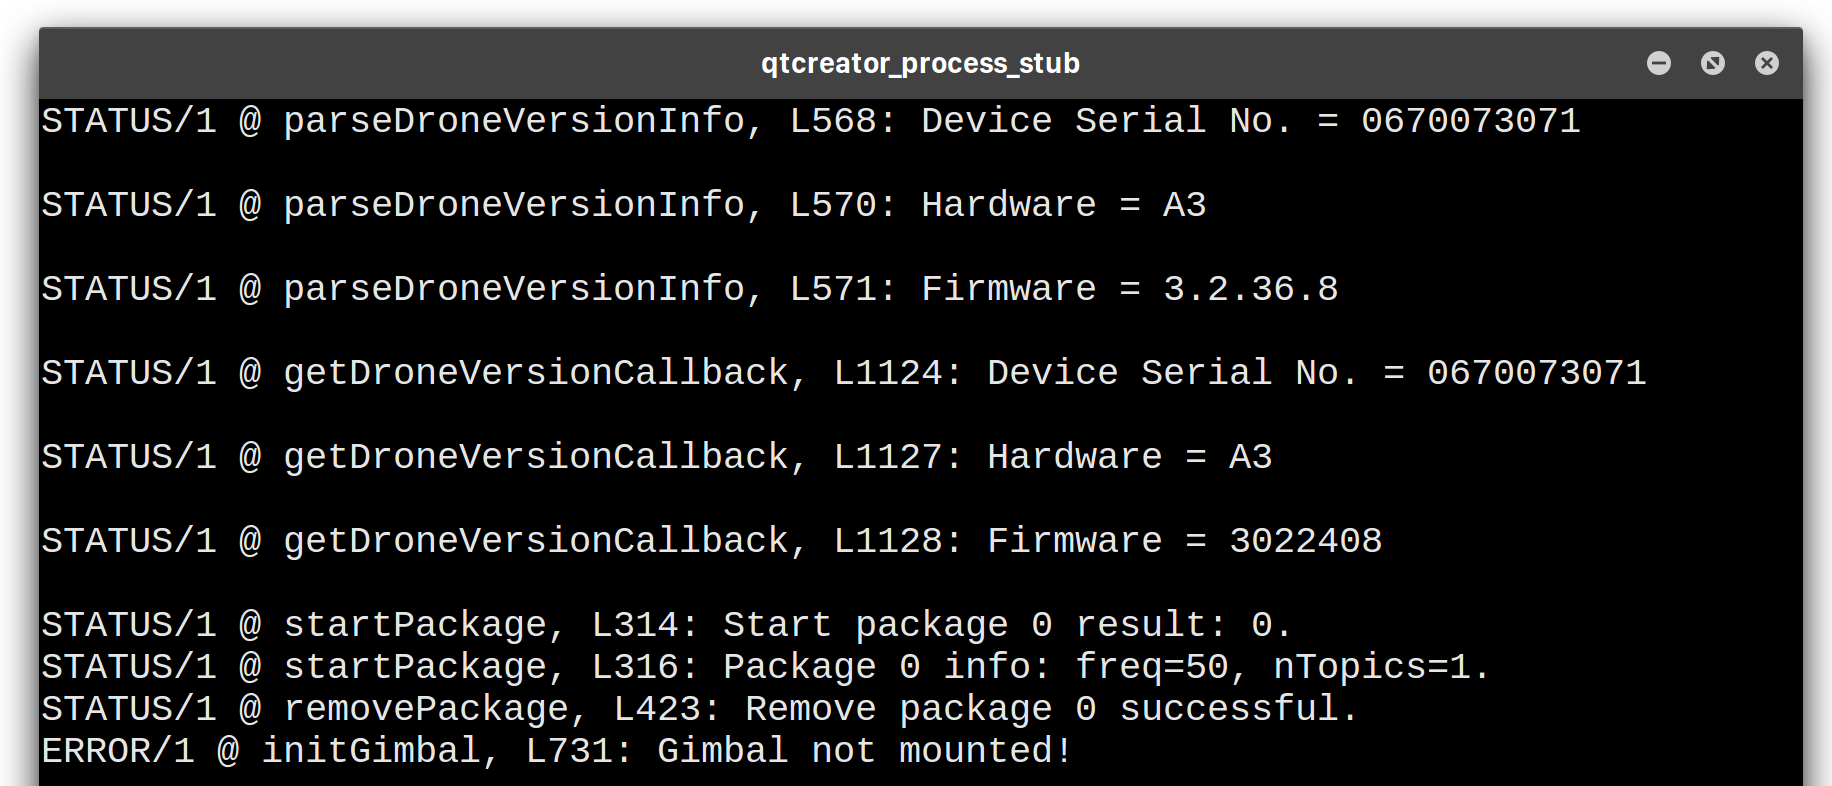 qtcreator_process_stub
STATUS/1 @ parseDroneVersionInfo, L568: Device Serial No. = 0670073071
STATUS/1 @ parseDroneVersionInfo, L570: Hardware = A3
STATUS/1 @ parseDroneVersionInfo, L571: Firmware = 3.2.36.8
STATUS/1 @ getDroneVersionCallback, L1124: Device Serial No. = 0670073071
STATUS/1 @ getDroneVersionCallback, L1127: Hardware = A3
STATUS/1 @ getDroneVersionCallback, L1128: Firmware = 3022408
STATUS/1 @ startPackage, L314: Start package 0 result: 0.
STATUS/1 @ startPackage, L316: Package 0 info: freq=50, nTopics=1.
STATUS/1 @ removePackage, L423: Remove package 0 successful.
ERROR/1 @ initGimbal, L731: Gimbal not mounted!